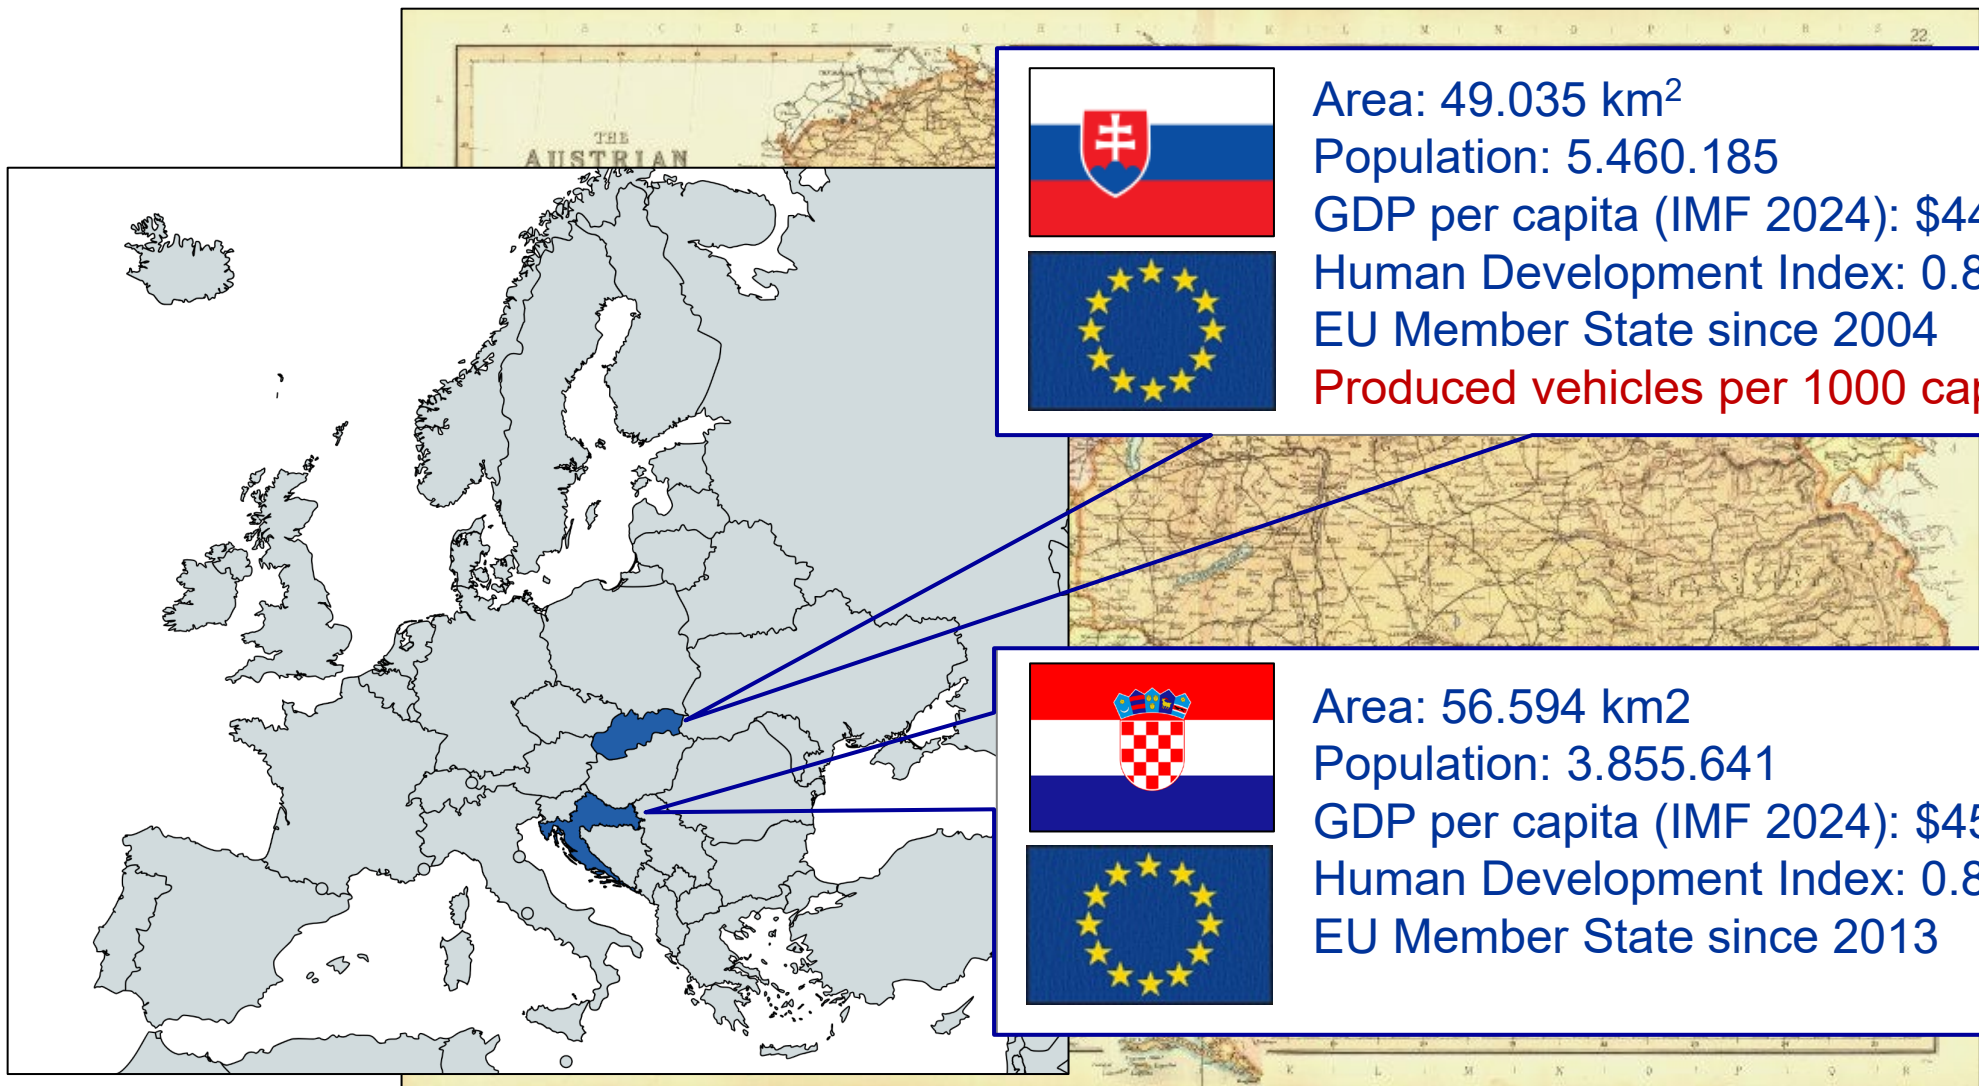 22.
THE
AUSTRIAN
Area: 49.035 km²
Population: 5.460.185
GDP per capita (IMF 2024): $44
Human Development Index: 0.8
EU Member State since 2004
Produced vehicles per 1000 cap
Area: 56.594 km2
Population: 3.855.641
GDP per capita (IMF 2024): $45
Human Development Index: 0.8
EU Member State since 2013